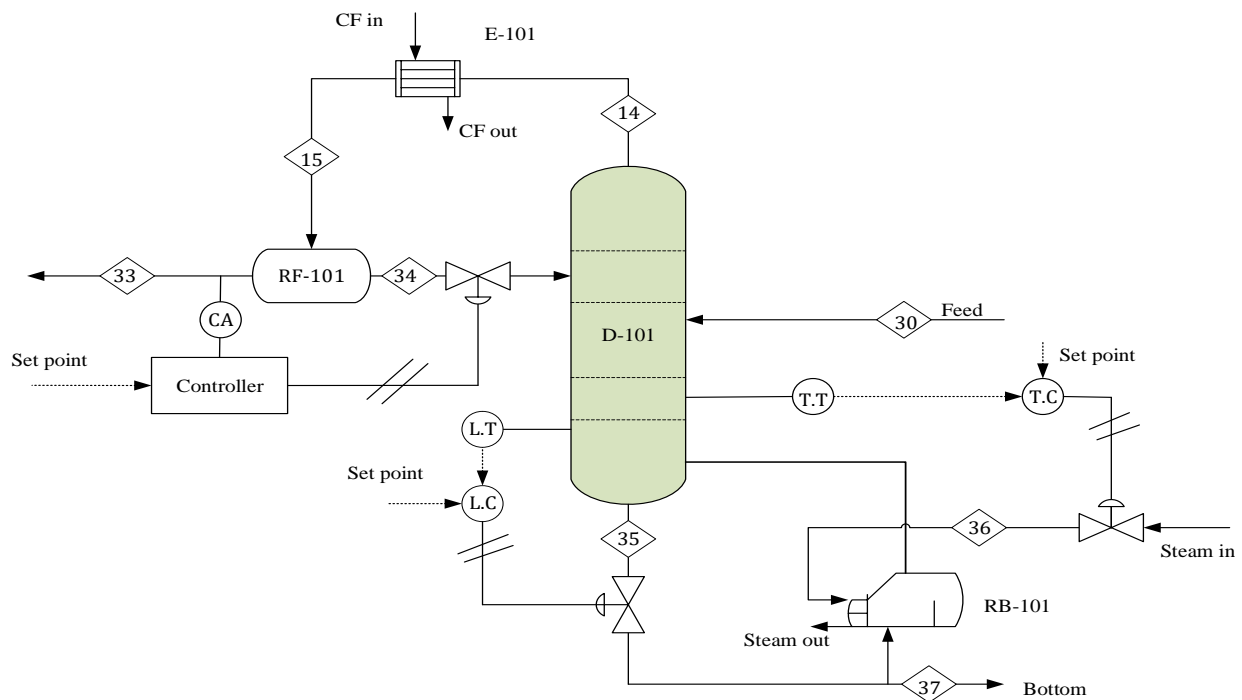 CF in
E-101
14
CF out
15
33
RF-101
34
30
Feed
CA
D-101
Set point
Set point
Controller
T.T
T.C
L.T
Set point
L.C
35
36
Steam in
RB-101
Steam out
37
Bottom